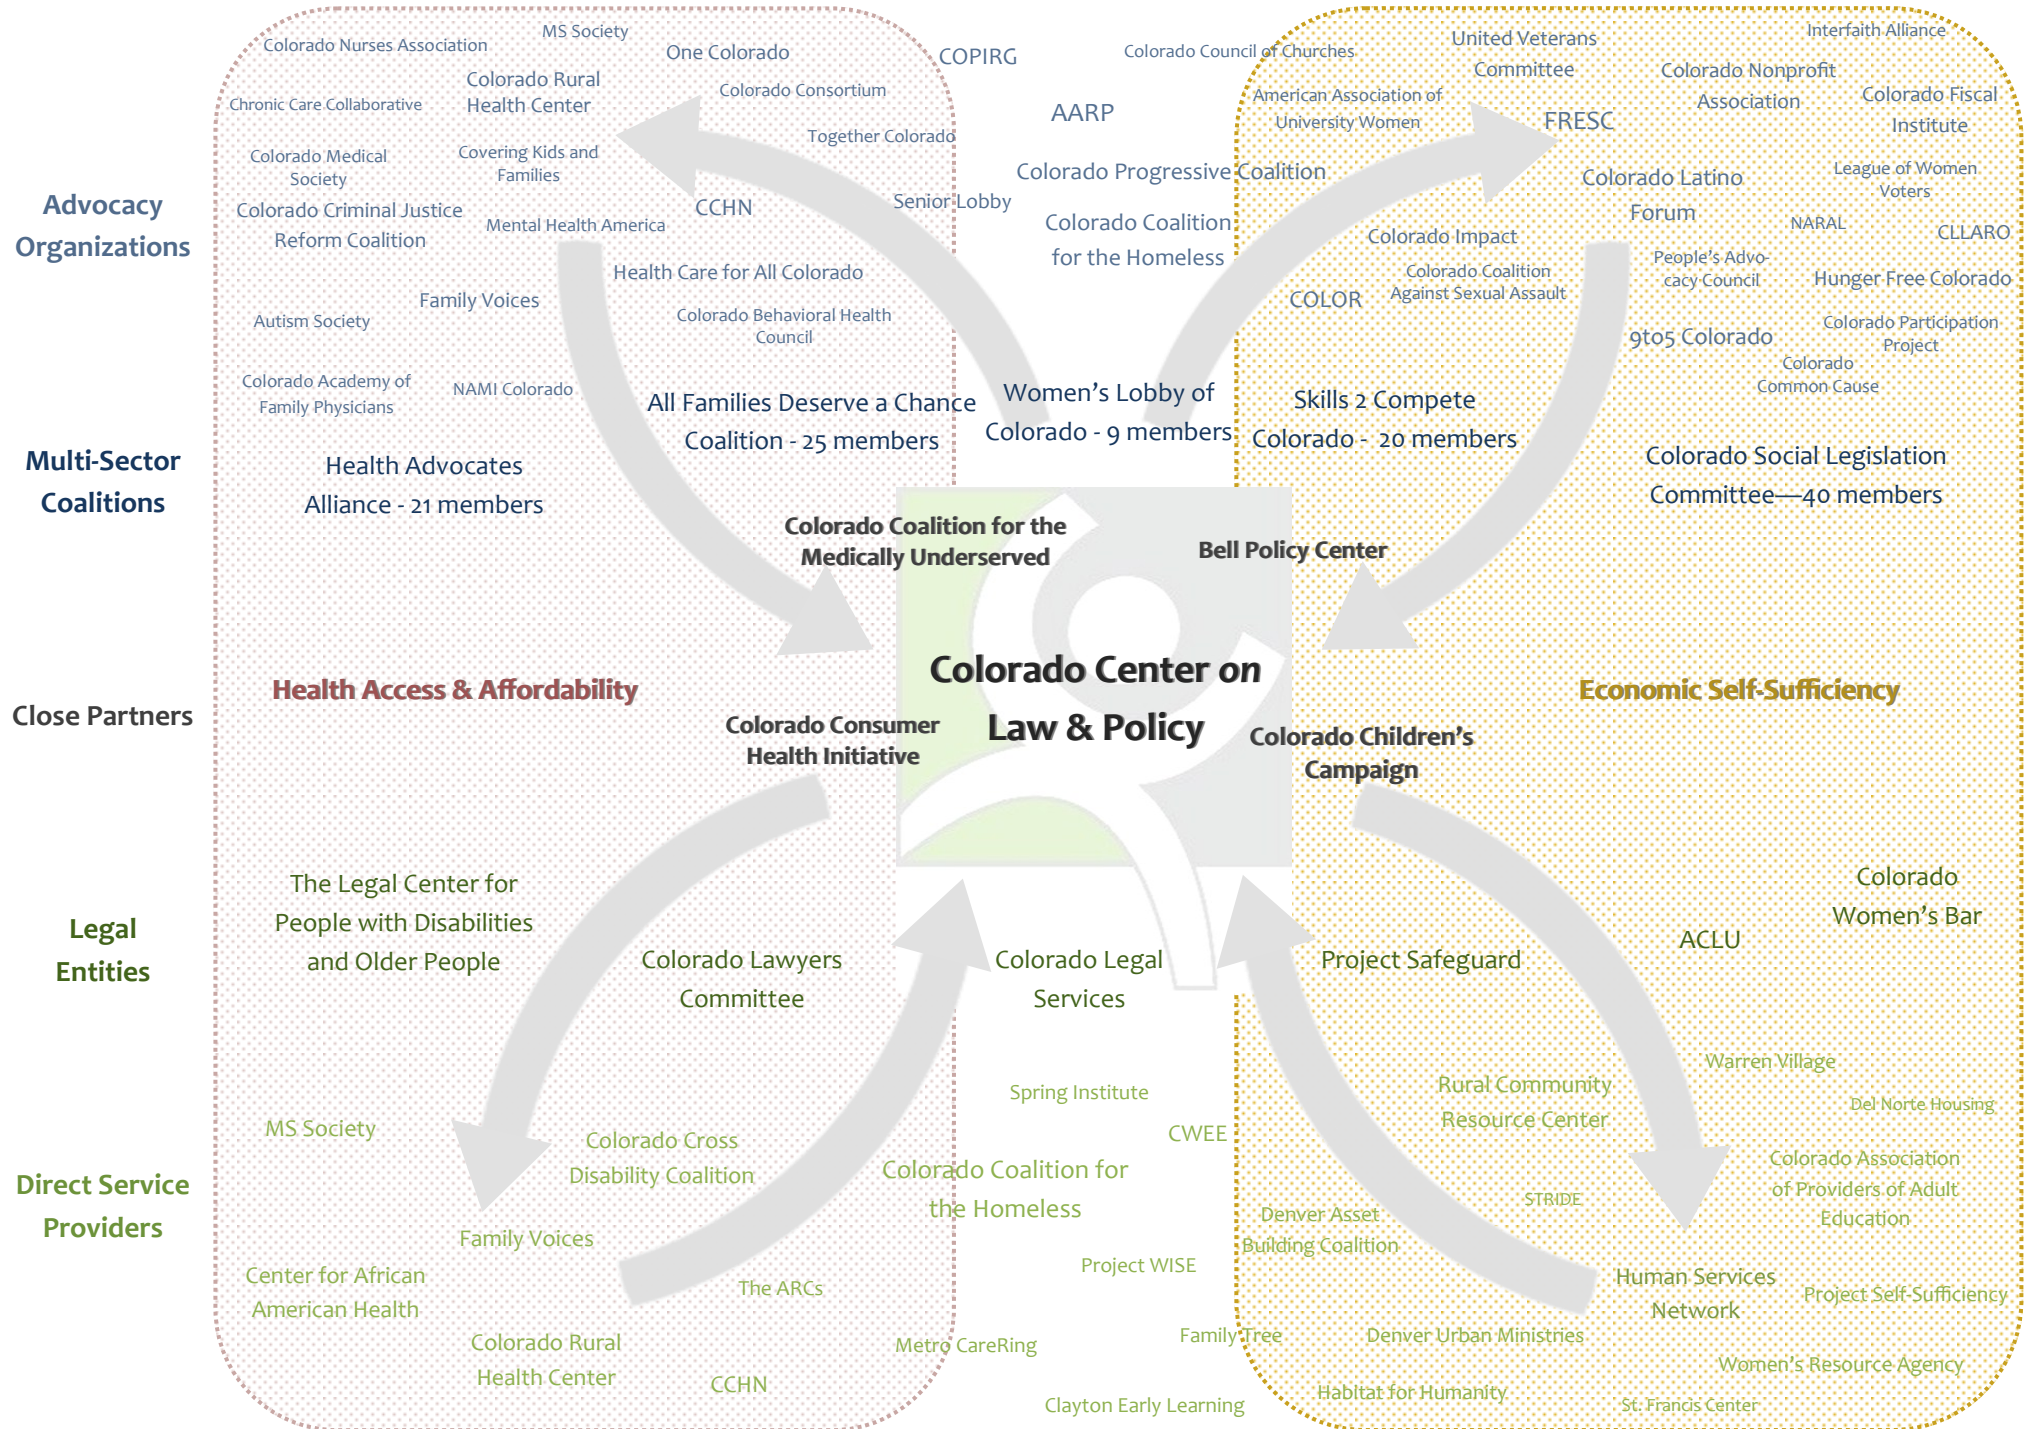 Advocacy
Organizations
Colorado Nurses Association
MS Society
One Colorado
Colorado Rural
Health Center
Colorado Consortium
Chronic Care Collaborative
Together Colorado
Colorado Medical
Society
Covering Kids and
Families
Colorado Criminal Justice
Reform Coalition
Mental Health America
CCHN
Senior Lobby
Health Care for All Colorado
Family Voices
Autism Society
Colorado Behavioral Health
Council
Colorado Academy of
Family Physicians
NAMI Colorado
COPIRG
Colorado Council of Churches
AARP
Colorado Progressive Coalition
Colorado Coalition
for the Homeless
United Veterans
Committee
Interfaith Alliance
Colorado Nonprofit
Association
American Association of
University Women
FRESC
Colorado Fiscal
Institute
Colorado Latino
Forum
League of Women
Voters
NARAL
CLLARO
Colorado Impact
Colorado Coalition
Against Sexual Assault
COLOR
People's Advo-
cacy Council
Hunger Free Colorado
9to5 Colorado
Colorado Participation
Project
Colorado
Common Cause
Multi-Sector
Coalitions
Health Advocates
Alliance - 21 members
All Families Deserve a Chance
Coalition - 25 members
Women's Lobby of
Colorado - 9 members
Skills 2 Compete
Colorado -  20 members
Colorado Social Legislation
Committee—40 members
Close Partners
Colorado Coalition for the
Medically Underserved
Bell Policy Center
Health Access & Affordability
Colorado Center on
Law & Policy
Economic Self-Sufficiency
Colorado Consumer
Health Initiative
Colorado Children's
Campaign
Legal
Entities
The Legal Center for
People with Disabilities
and Older People
Colorado Lawyers
Committee
Colorado Legal
Services
Project Safeguard
ACLU
Colorado
Women's Bar
Direct Service
Providers
MS Society
Colorado Cross
Disability Coalition
Family Voices
Center for African
American Health
The ARCs
Colorado Rural
Health Center
CCHN
Spring Institute
CWEE
Colorado Coalition for
the Homeless
Project WISE
Metro CareRing
Family Tree
Clayton Early Learning
Warren Village
Rural Community
Resource Center
Del Norte Housing
Colorado Association
of Providers of Adult
Education
STRIDE
Denver Asset
Building Coalition
Human Services
Network
Project Self-Sufficiency
Denver Urban Ministries
Women's Resource Agency
Habitat for Humanity
St. Francis Center